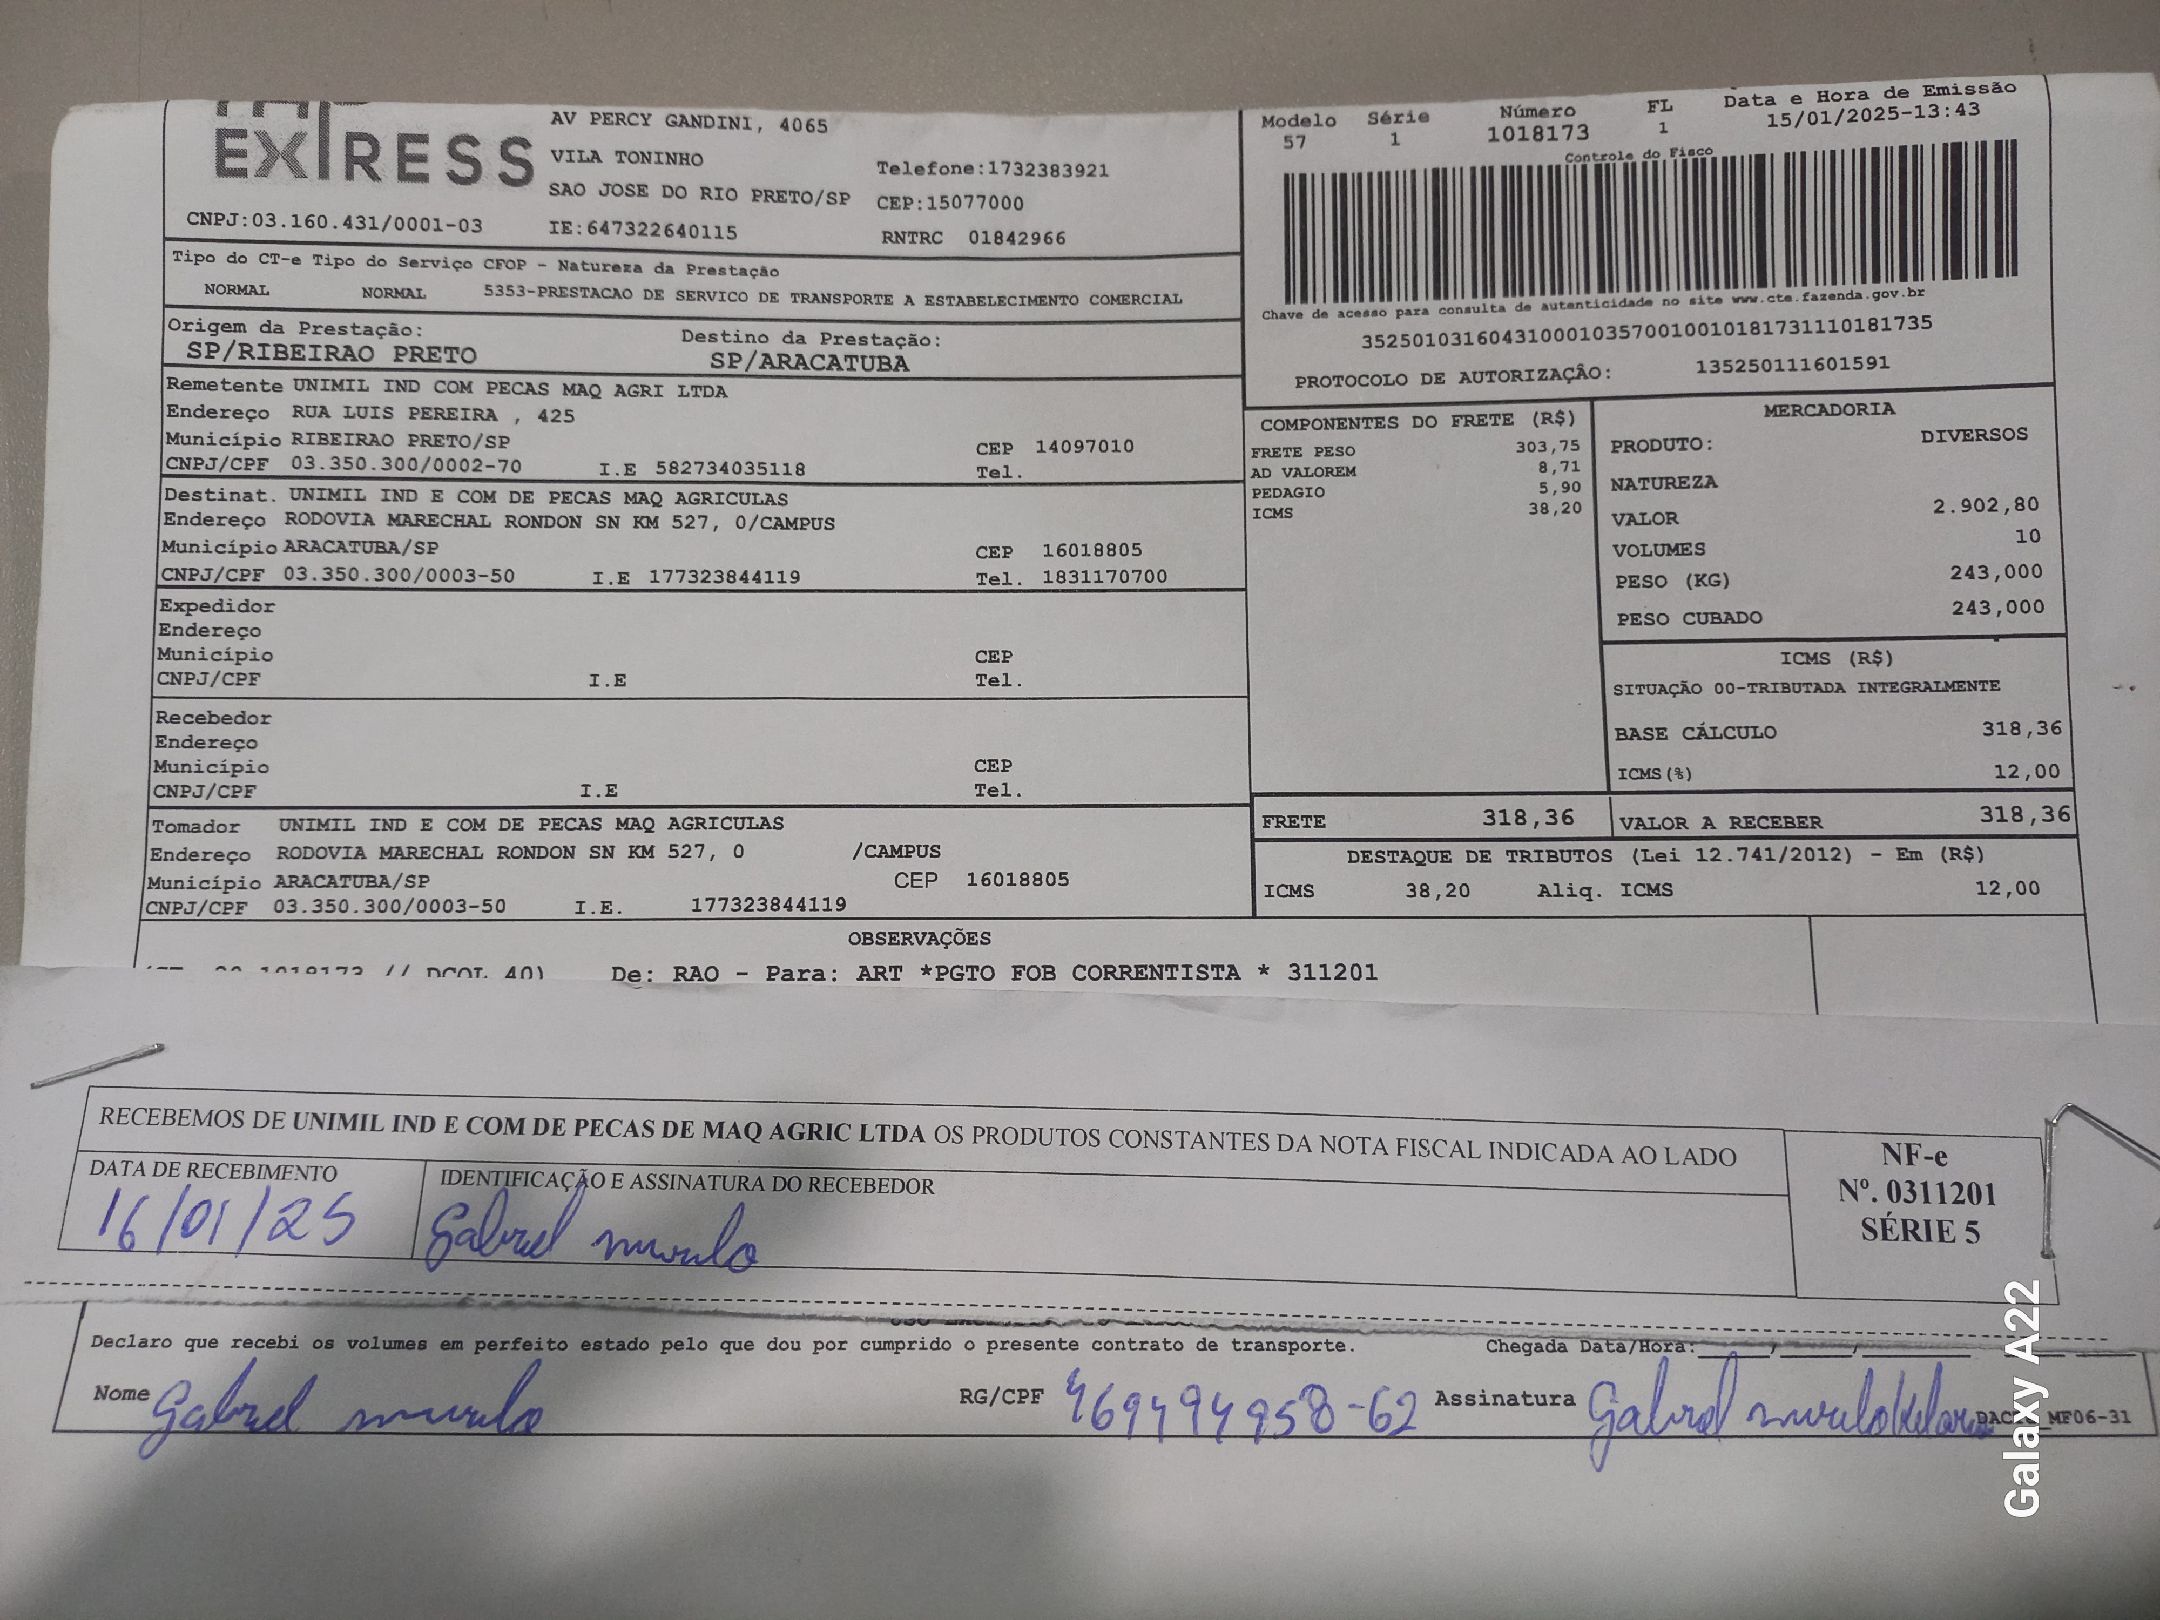 EXPRESS
AV PERCY GANDINI, 4065
VILA TONINHO
SAO JOSE DO RIO PRETO/SP
Telefone:1732383921
CEP:15077000
CNPJ:03.160.431/0001-03
IE:647322640115
RNTRC 01842966
Modelo Série Número FL Data e Hora de Emissão
57 1 1018173 1 15/01/2025-13:43
Controle do Fisco
Chave de acesso para consulta de autenticidade no site www.cte.fazenda.gov.br
35250103160431000103570010010181731110181735
PROTOCOLO DE AUTORIZAÇÂO: 135250111601591
Tipo do CT-e Tipo do Serviço CFOP - Natureza da Prestação
NORMAL NORMAL 5353-PRESTACAO DE SERVICO DE TRANSPORTE A ESTABELECIMENTO COMERCIAL
Origem da Prestação: Destino da Prestação:
SP/RIBEIRAO PRETO SP/ARACATUBA
Remetente UNIMIL IND COM PECAS MAQ AGRI LTDA
Endereço RUA LUIS PEREIRA , 425
Município RIBEIRAO PRETO/SP CEP 14097010
CNPJ/CPF 03.350.300/0002-70 I.E 582734035118 Tel.
Destinat. UNIMIL IND E COM DE PECAS MAQ AGRICULAS
Endereço RODOVIA MARECHAL RONDON SN KM 527, 0/CAMPUS
Município ARACATUBA/SP CEP 16018805
CNPJ/CPF 03.350.300/0003-50 I.E 177323844119 Tel. 1831170700
Expedidor
Endereço
Município CEP
CNPJ/CPF I.E Tel.
Recebedor
Endereço
Município CEP
CNPJ/CPF I.E Tel.
Tomador UNIMIL IND E COM DE PECAS MAQ AGRICULAS
Endereço RODOVIA MARECHAL RONDON SN KM 527, 0 /CAMPUS
Município ARACATUBA/SP CEP 16018805
CNPJ/CPF 03.350.300/0003-50 I.E. 177323844119
COMPONENTES DO FRETE (R$)
FRETE PESO 303,75
AD VALOREM 8,71
PEDAGIO 5,90
ICMS 38,20
MERCADORIA
PRODUTO: DIVERSOS
NATUREZA
VALOR 2.902,80
VOLUMES 10
PESO (KG) 243,000
PESO CUBADO 243,000
ICMS (R$)
SITUAÇÃO 00-TRIBUTADA INTEGRALMENTE
BASE CÁLCULO 318,36
ICMS(%) 12,00
FRETE 318,36 VALOR A RECEBER 318,36
DESTAQUE DE TRIBUTOS (Lei 12.741/2012) - Em (R$)
ICMS 38,20 Aliq. ICMS 12,00
OBSERVAÇÕES
1018173 // DCOL 40) De: RAO - Para: ART *PGTO FOB CORRENTISTA * 311201
RECEBEMOS DE UNIMIL IND E COM DE PECAS DE MAQ AGRIC LTDA OS PRODUTOS CONSTANTES DA NOTA FISCAL INDICADA AO LADO
DATA DE RECEBIMENTO IDENTIFICAÇÃO E ASSINATURA DO RECEBEDOR
16/01/25 Gabriel murulo
NF-e
Nº. 0311201
SÉRIE 5
Declaro que recebi os volumes em perfeito estado pelo que dou por cumprido o presente contrato de transporte. Chegada Data/Hora:
Nome Gabriel murulo RG/CPF 469494958-62 Assinatura Gabriel murulo
MF06-31
Galaxy A22